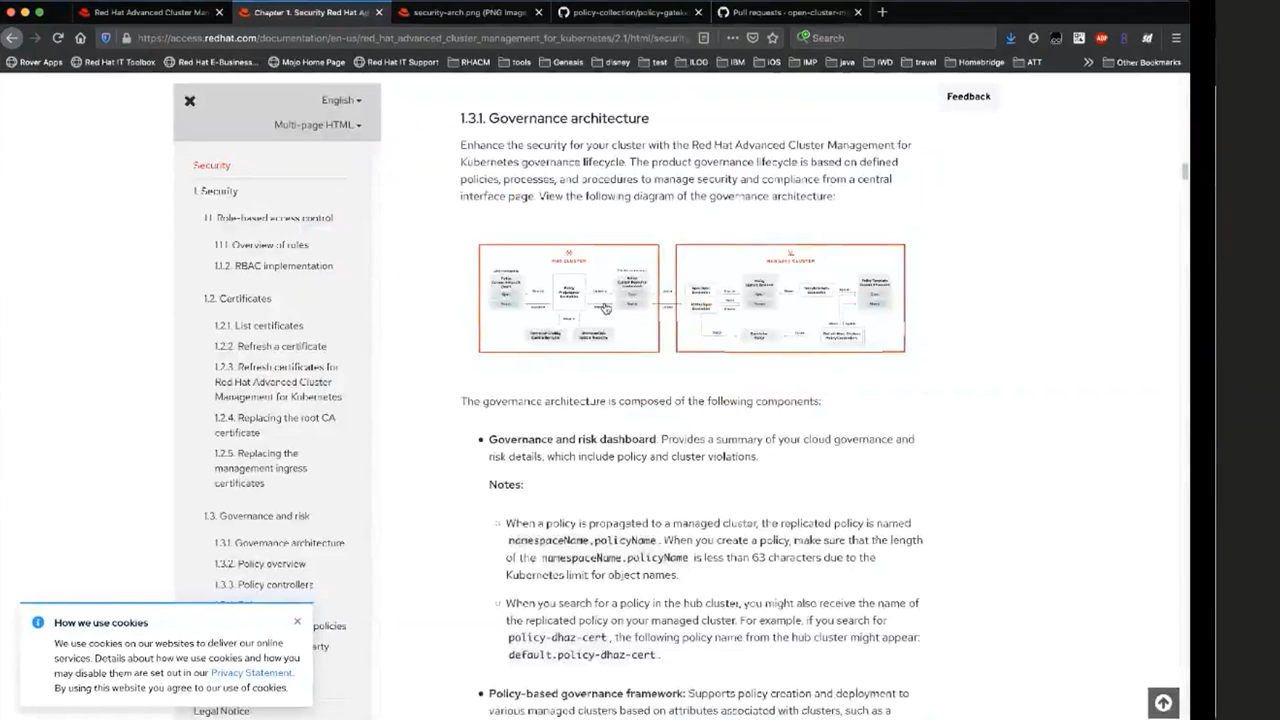 Red Hat Advanced Cluster Man
Chapter 1. Security Red Hat Ad
security-arch.png (PNG Image,
policy-collection/policy-gatek
Pull requests · open-cluster-m
https://access.redhat.com/documentation/en-us/red_hat_advanced_cluster_management_for_kubernetes/2.1/html/securit
Search
Rover Apps
Red Hat IT Toolbox
Red Hat E-Business...
Mojo Home Page
Red Hat IT Support
RHACM
tools
Genesis
disney
test
ILOG
IBM
iOS
IMP
java
IWD
travel
Homebridge
ATT
Other Bookmarks
English
Multi-page HTML
Security
1. Security
1.1. Role-based access control
1.1.1. Overview of roles
1.1.2. RBAC implementation
1.2. Certificates
1.2.1. List certificates
1.2.2. Refresh a certificate
1.2.3. Refresh certificates for
Red Hat Advanced Cluster
Management for Kubernetes
1.2.4. Replacing the root CA
certificate
1.2.5. Replacing the
management ingress
certificates
1.3. Governance and risk
1.3.1. Governance architecture
1.3.2. Policy overview
1.3.3. Policy controllers
policies
Legal Notice
How we use cookies
We use cookies on our websites to deliver our online
services. Details about how we use cookies and how you
may disable them are set out in our Privacy Statement.
By using this website you agree to our use of cookies.
Feedback
1.3.1. Governance architecture
Enhance the security for your cluster with the Red Hat Advanced Cluster Management for
Kubernetes governance lifecycle. The product governance lifecycle is based on defined
policies, processes, and procedures to manage security and compliance from a central
interface page. View the following diagram of the governance architecture:
HUB CLUSTER
MANAGED CLUSTER
The governance architecture is composed of the following components:
• Governance and risk dashboard. Provides a summary of your cloud governance and
risk details, which include policy and cluster violations.
Notes:
○ When a policy is propagated to a managed cluster, the replicated policy is named
namespaceName.policyName. When you create a policy, make sure that the length
of the namespaceName.policyName is less than 63 characters due to the
Kubernetes limit for object names.
○ When you search for a policy in the hub cluster, you might also receive the name of
the replicated policy on your managed cluster. For example, if you search for
policy-dhaz-cert, the following policy name from the hub cluster might appear:
default.policy-dhaz-cert.
• Policy-based governance framework: Supports policy creation and deployment to
various managed clusters based on attributes associated with clusters, such as a